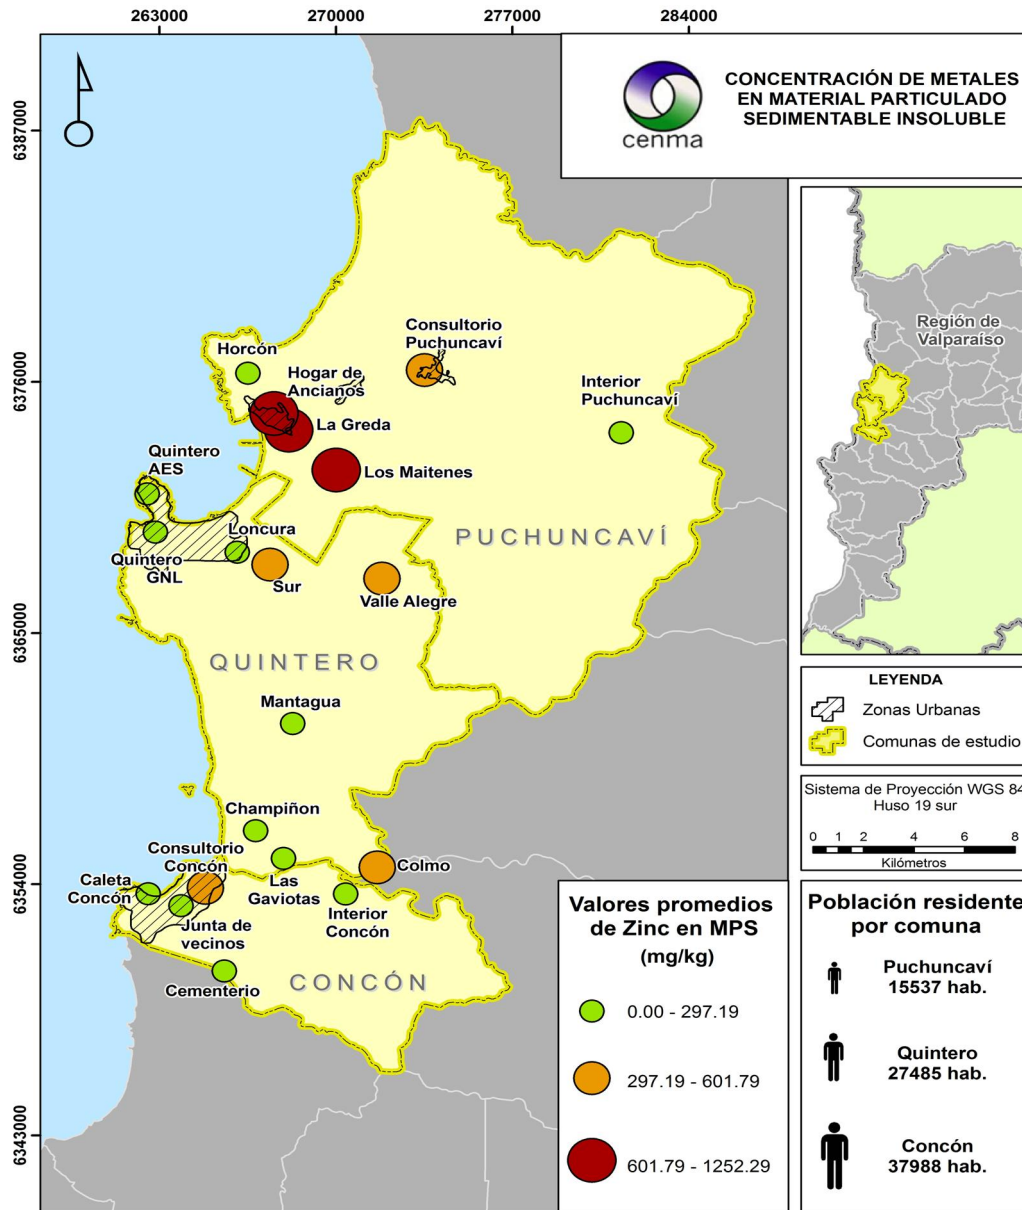 263000
270000
277000
284000
6387000
6376000
6365000
6354000
6343000
cenma
CONCENTRACIÓN DE METALES
EN MATERIAL PARTICULADO
SEDIMENTABLE INSOLUBLE
Región de
Valparaíso
Consultorio
Puchuncaví
Horcón
Hogar de
Ancianos
Interior
Puchuncaví
La Greda
Los Maitenes
Quintero
AES
Loncura
PUCHUNCAVÍ
Quintero
GNL
Sur
Valle Alegre
QUINTERO
Mantagua
Champiñon
Consultorio
Concón
Colmo
Caleta
Concón
Las
Gaviotas
Interior
Concón
Junta de
vecinos
CONCÓN
Cementerio
LEYENDA
Zonas Urbanas
Comunas de estudio
Sistema de Proyección WGS 84
Huso 19 sur
0 1 2 4 6 8
Kilómetros
Valores promedios
de Zinc en MPS
(mg/kg)
0.00 - 297.19
297.19 - 601.79
601.79 - 1252.29
Población residente
por comuna
Puchuncaví
15537 hab.
Quintero
27485 hab.
Concón
37988 hab.